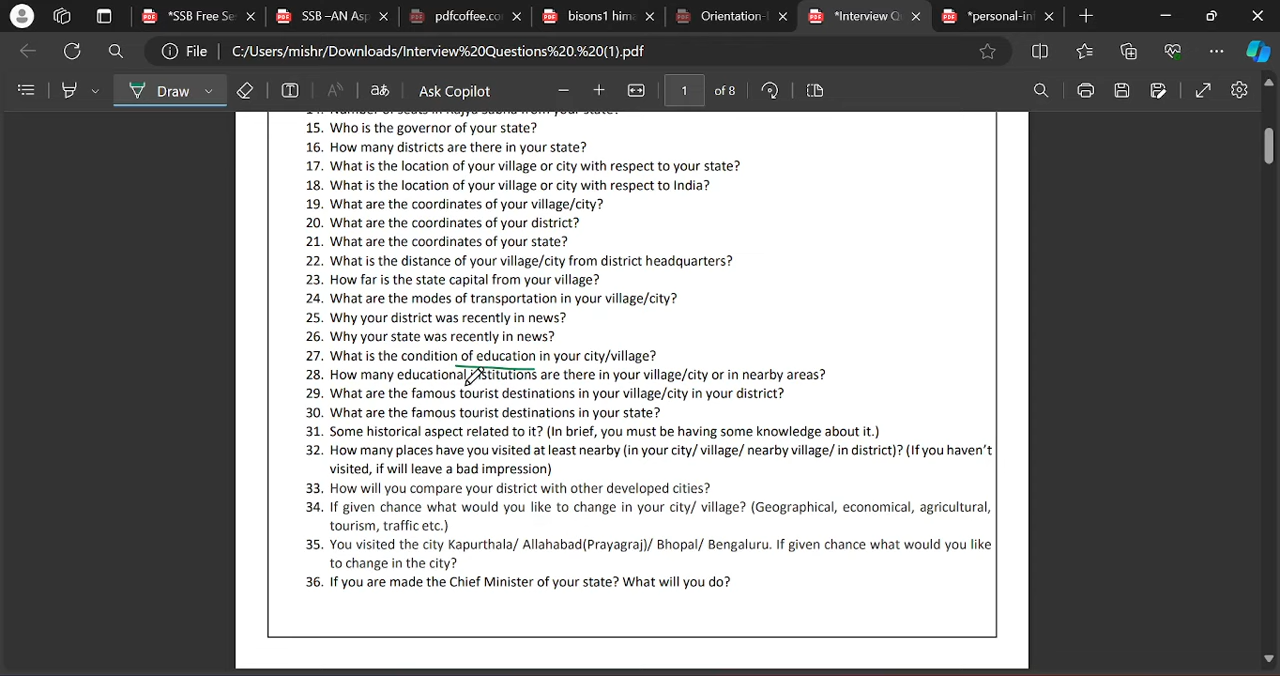 *SSB Free Se
SSB –AN Asp
pdfcoffee.co
bisons1 him
Orientation-
*Interview Q
*personal-in
File
C:/Users/mishr/Downloads/Interview%20Questions%20.%20(1).pdf
Draw
Ask Copilot
1
of 8
15. Who is the governor of your state?
16. How many districts are there in your state?
17. What is the location of your village or city with respect to your state?
18. What is the location of your village or city with respect to India?
19. What are the coordinates of your village/city?
20. What are the coordinates of your district?
21. What are the coordinates of your state?
22. What is the distance of your village/city from district headquarters?
23. How far is the state capital from your village?
24. What are the modes of transportation in your village/city?
25. Why your district was recently in news?
26. Why your state was recently in news?
27. What is the condition of education in your city/village?
28. How many educational institutions are there in your village/city or in nearby areas?
29. What are the famous tourist destinations in your village/city in your district?
30. What are the famous tourist destinations in your state?
31. Some historical aspect related to it? (In brief, you must be having some knowledge about it.)
32. How many places have you visited at least nearby (in your city/ village/ nearby village/ in district)? (If you haven't
visited, if will leave a bad impression)
33. How will you compare your district with other developed cities?
34. If given chance what would you like to change in your city/ village? (Geographical, economical, agricultural,
tourism, traffic etc.)
35. You visited the city Kapurthala/ Allahabad(Prayagraj)/ Bhopal/ Bengaluru. If given chance what would you like
to change in the city?
36. If you are made the Chief Minister of your state? What will you do?